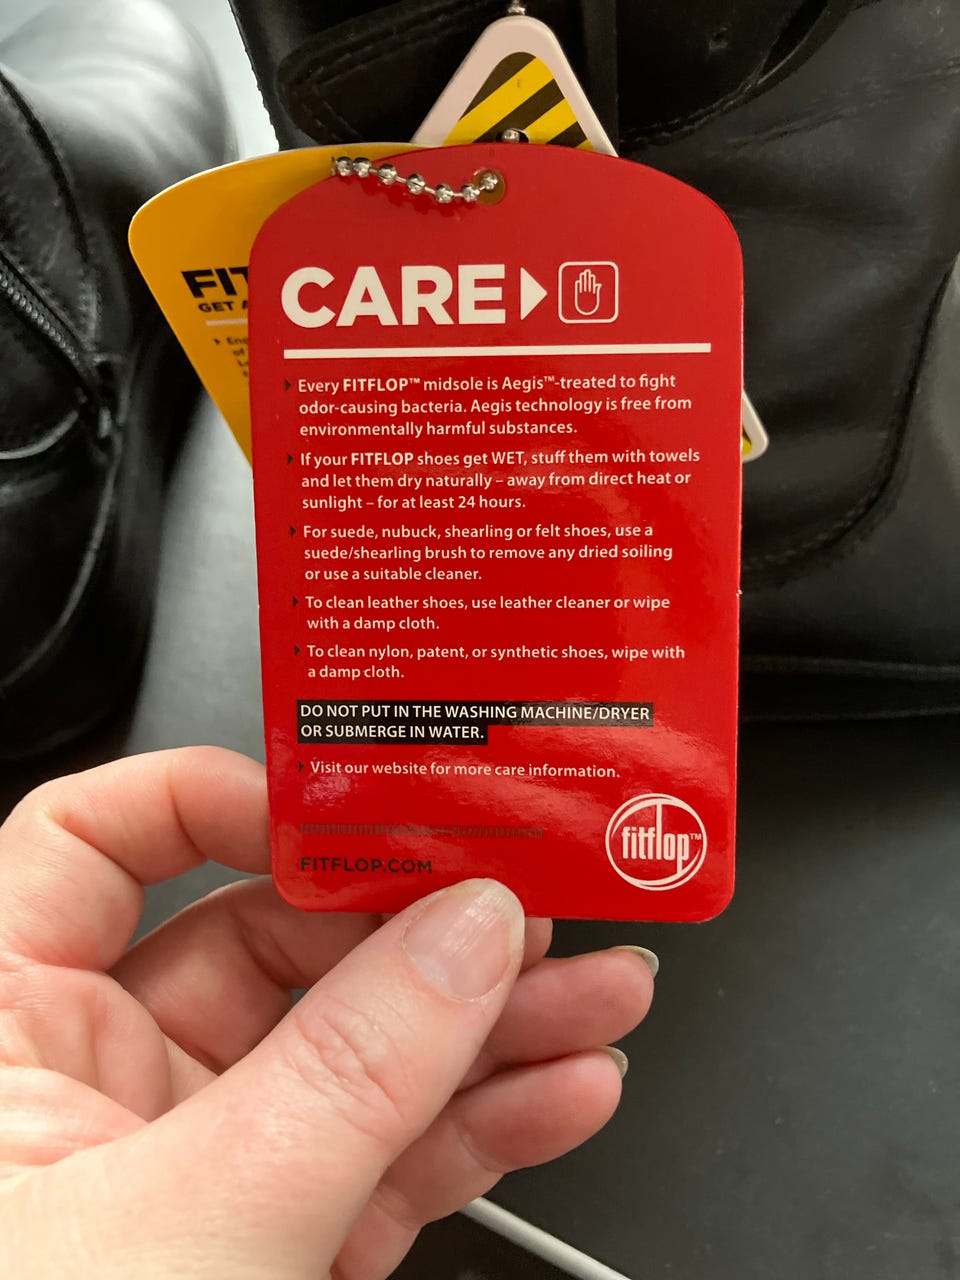 CARE
Every FITFLOP™ midsole is Aegis™-treated to fight
odor-causing bacteria. Aegis technology is free from
environmentally harmful substances.
If your FITFLOP shoes get WET, stuff them with towels
and let them dry naturally – away from direct heat or
sunlight – for at least 24 hours.
For suede, nubuck, shearling or felt shoes, use a
suede/shearling brush to remove any dried soiling
or use a suitable cleaner.
To clean leather shoes, use leather cleaner or wipe
with a damp cloth.
To clean nylon, patent, or synthetic shoes, wipe with
a damp cloth.
DO NOT PUT IN THE WASHING MACHINE/DRYER
OR SUBMERGE IN WATER.
Visit our website for more care information.
FITFLOP.COM
fitflop™
FIT
GET